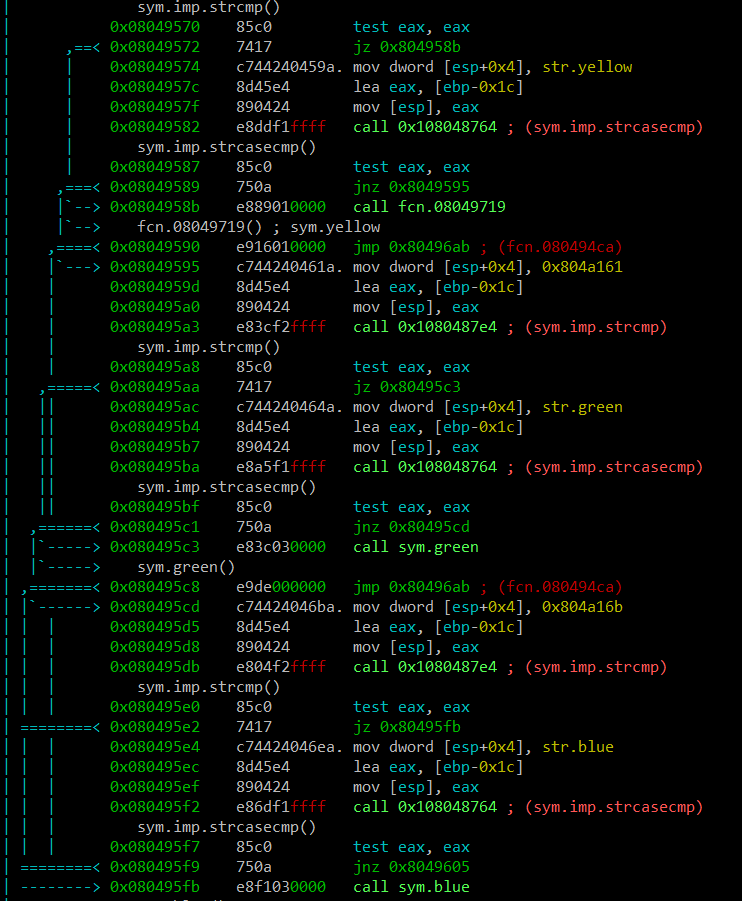 sym.imp.strcmp()
0x08049570 85c0 test eax, eax
0x08049572 7417 jz 0x804958b
0x08049574 c744240459a. mov dword [esp+0x4], str.yellow
0x0804957c 8d45e4 lea eax, [ebp-0x1c]
0x0804957f 890424 mov [esp], eax
0x08049582 e8ddf1ffff call 0x108048764 ; (sym.imp.strcasecmp)
sym.imp.strcasecmp()
0x08049587 85c0 test eax, eax
0x08049589 750a jnz 0x8049595
0x0804958b e889010000 call fcn.08049719
fcn.08049719() ; sym.yellow
0x08049590 e916010000 jmp 0x80496ab ; (fcn.080494ca)
0x08049595 c744240461a. mov dword [esp+0x4], 0x804a161
0x0804959d 8d45e4 lea eax, [ebp-0x1c]
0x080495a0 890424 mov [esp], eax
0x080495a3 e83cf2ffff call 0x1080487e4 ; (sym.imp.strcmp)
sym.imp.strcmp()
0x080495a8 85c0 test eax, eax
0x080495aa 7417 jz 0x80495c3
0x080495ac c744240464a. mov dword [esp+0x4], str.green
0x080495b4 8d45e4 lea eax, [ebp-0x1c]
0x080495b7 890424 mov [esp], eax
0x080495ba e8a5f1ffff call 0x108048764 ; (sym.imp.strcasecmp)
sym.imp.strcasecmp()
0x080495bf 85c0 test eax, eax
0x080495c1 750a jnz 0x80495cd
0x080495c3 e83c030000 call sym.green
sym.green()
0x080495c8 e9de000000 jmp 0x80496ab ; (fcn.080494ca)
0x080495cd c74424046ba. mov dword [esp+0x4], 0x804a16b
0x080495d5 8d45e4 lea eax, [ebp-0x1c]
0x080495d8 890424 mov [esp], eax
0x080495db e804f2ffff call 0x1080487e4 ; (sym.imp.strcmp)
sym.imp.strcmp()
0x080495e0 85c0 test eax, eax
0x080495e2 7417 jz 0x80495fb
0x080495e4 c74424046ea. mov dword [esp+0x4], str.blue
0x080495ec 8d45e4 lea eax, [ebp-0x1c]
0x080495ef 890424 mov [esp], eax
0x080495f2 e86df1ffff call 0x108048764 ; (sym.imp.strcasecmp)
sym.imp.strcasecmp()
0x080495f7 85c0 test eax, eax
0x080495f9 750a jnz 0x8049605
0x080495fb e8f1030000 call sym.blue